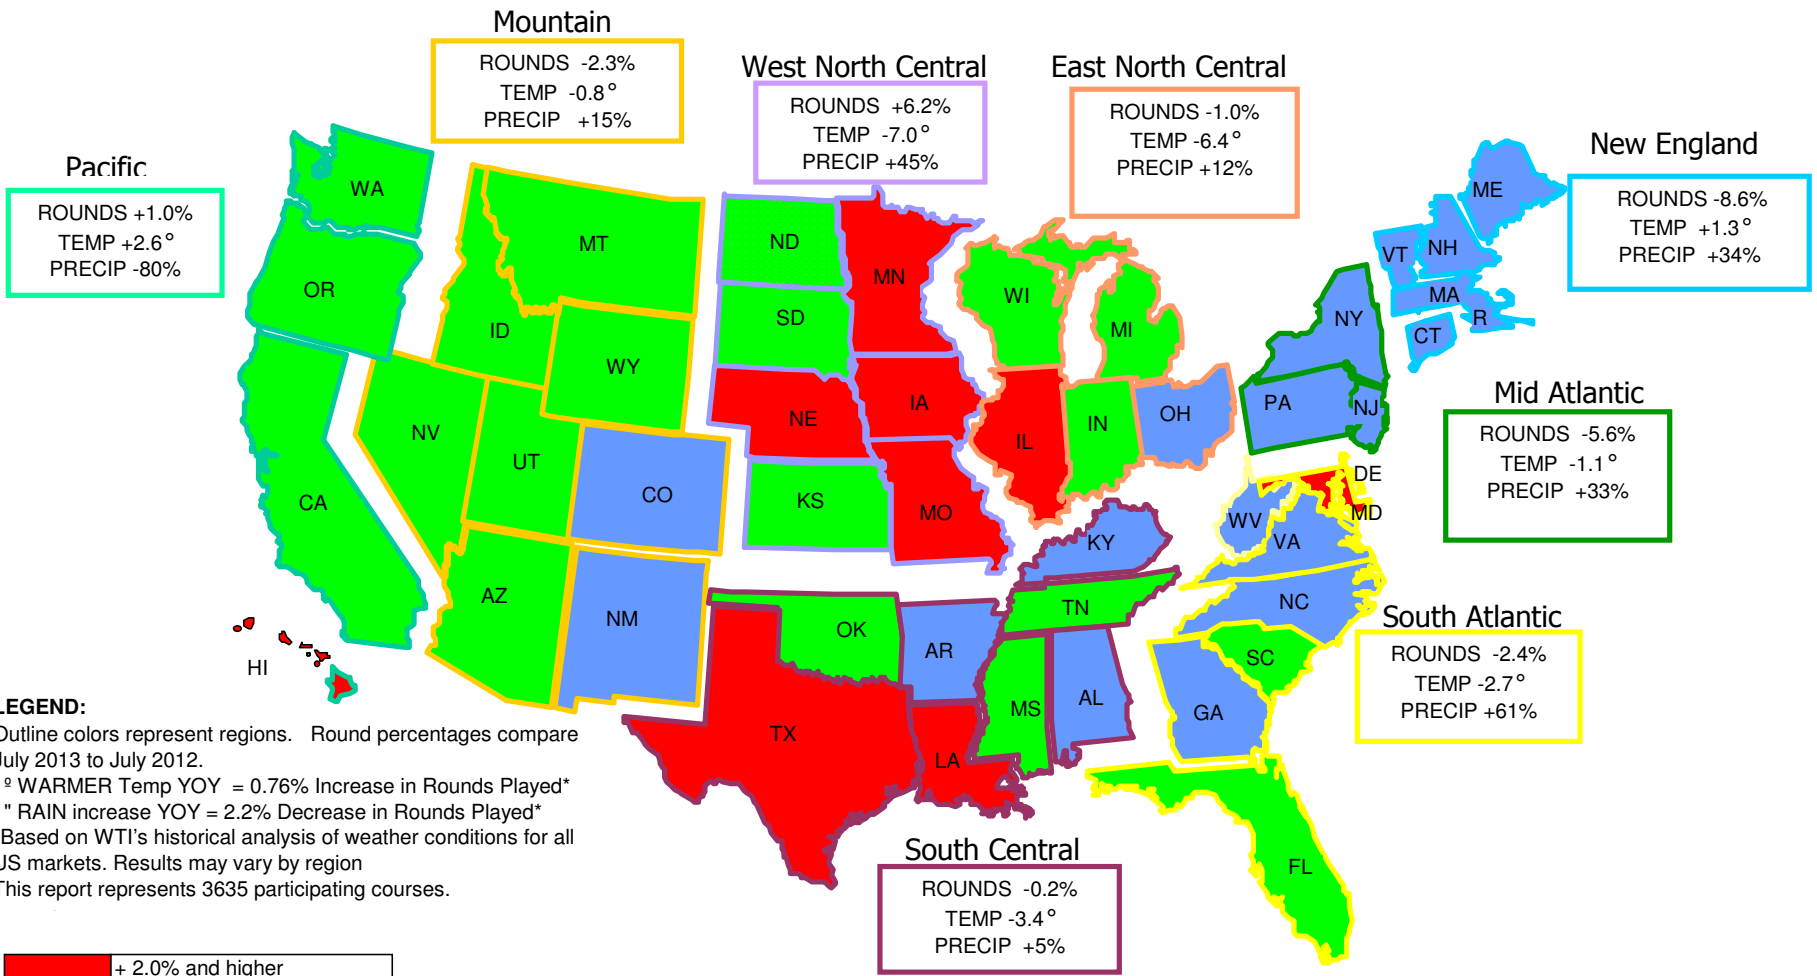 Mountain
ROUNDS -2.3%
TEMP -0.8°
PRECIP +15%
West North Central
ROUNDS +6.2%
TEMP -7.0°
PRECIP +45%
East North Central
ROUNDS -1.0%
TEMP -6.4°
PRECIP +12%
New England
ROUNDS -8.6%
TEMP +1.3°
PRECIP +34%
Pacific
ROUNDS +1.0%
TEMP +2.6°
PRECIP -80%
Mid Atlantic
ROUNDS -5.6%
TEMP -1.1°
PRECIP +33%
South Atlantic
ROUNDS -2.4%
TEMP -2.7°
PRECIP +61%
South Central
ROUNDS -0.2%
TEMP -3.4°
PRECIP +5%
WA
OR
CA
HI
MT
ID
WY
NV
UT
CO
AZ
NM
ND
SD
NE
KS
MN
IA
MO
WI
MI
IL
IN
OH
KY
TN
OK
AR
MS
AL
TX
LA
ME
VT
NH
MA
R
CT
NY
PA
NJ
DE
MD
WV
VA
NC
SC
GA
FL
LEGEND:
Outline colors represent regions. Round percentages compare
July 2013 to July 2012.
º WARMER Temp YOY = 0.76% Increase in Rounds Played*
" RAIN increase YOY = 2.2% Decrease in Rounds Played*
Based on WTI's historical analysis of weather conditions for all
US markets. Results may vary by region
This report represents 3635 participating courses.
+ 2.0% and higher